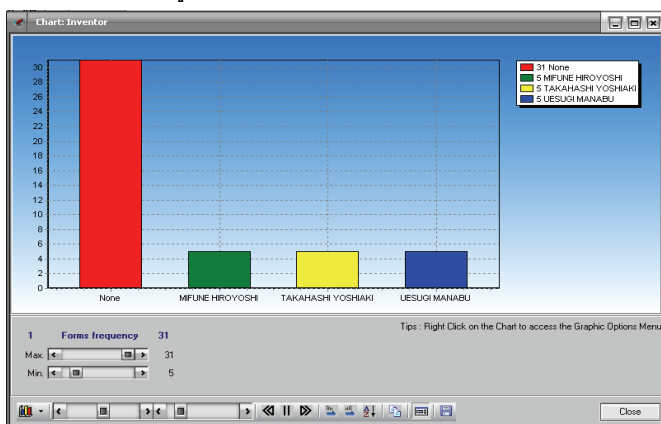 Chart: Inventor
30
28
26
24
22
20
18
16
14
12
10
8
6
4
2
0
None
MIFUNE HIROYOSHI
TAKAHASHI YOSHIAKI
UESUGI MANABU
31 None
5 MIFUNE HIROYOSHI
5 TAKAHASHI YOSHIAKI
5 UESUGI MANABU
1 Forms frequency 31
Tips : Right Click on the Chart to access the Graphic Options Menu
Max. 31
Min. 5
Close